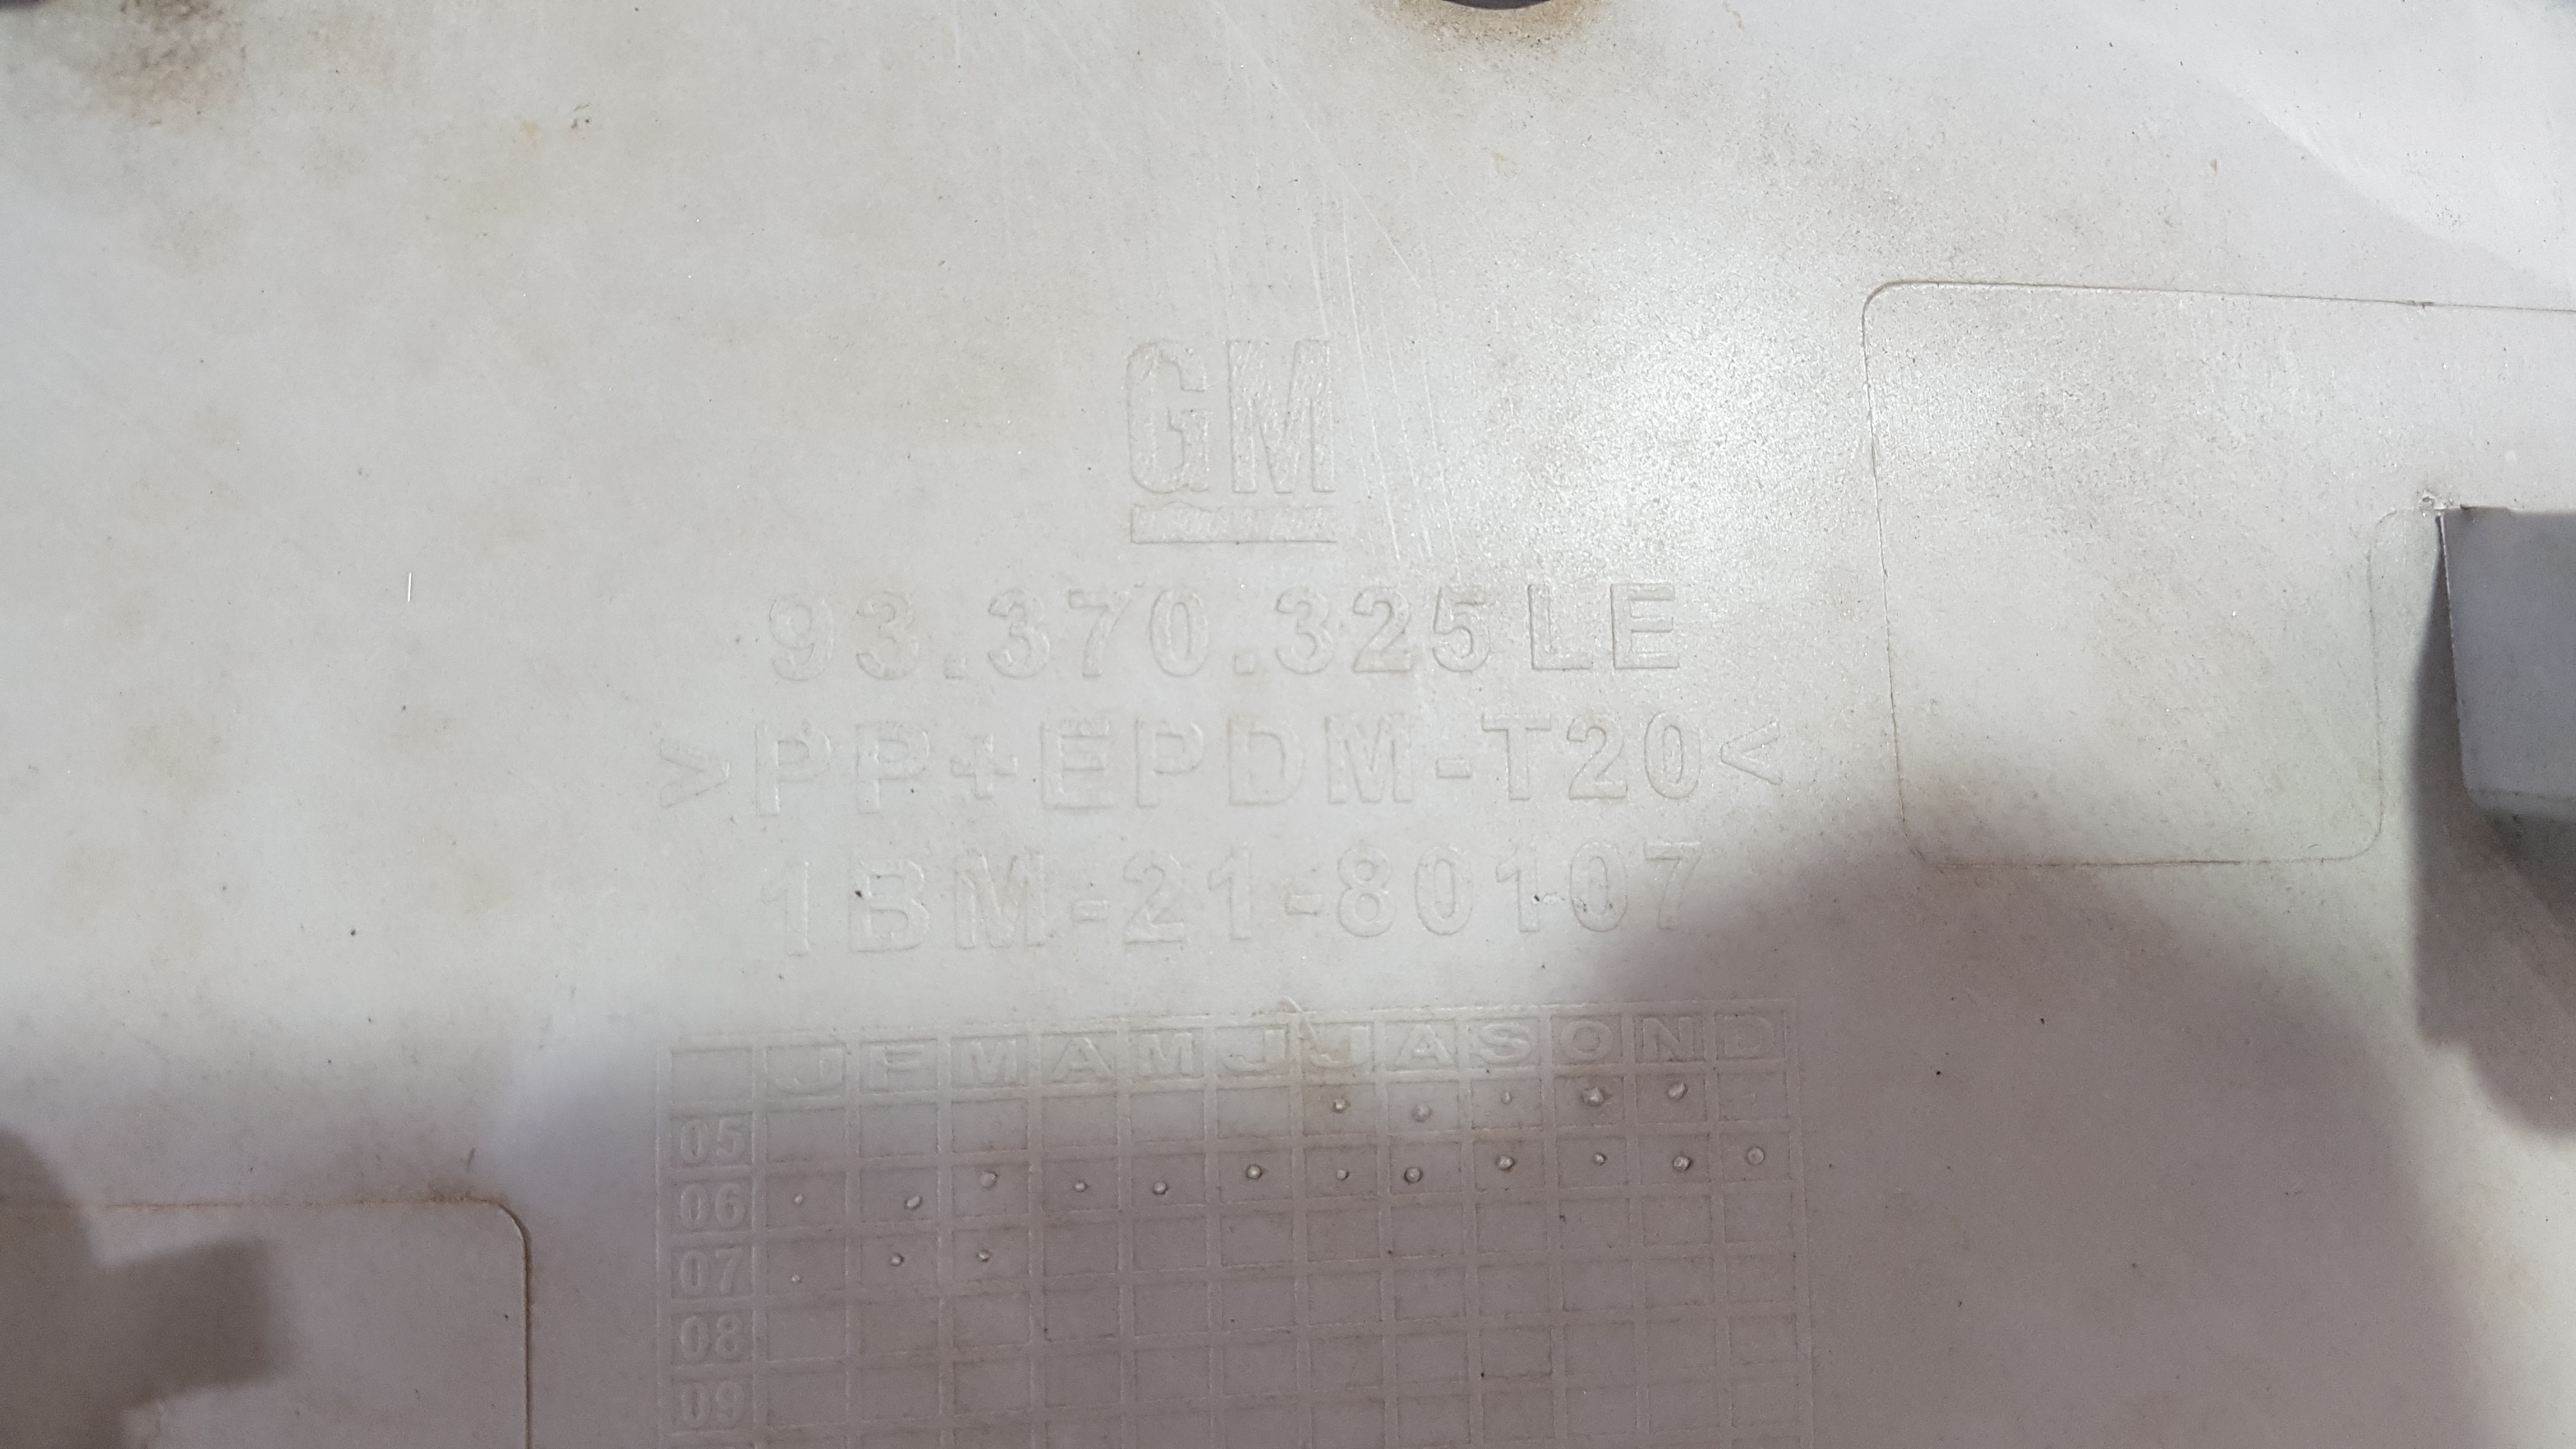 GM
93.370.325LE
>PP+EPDM-T20<
1BM-21-80107
J F M A M J J A S O N D
05
06
07
08
09